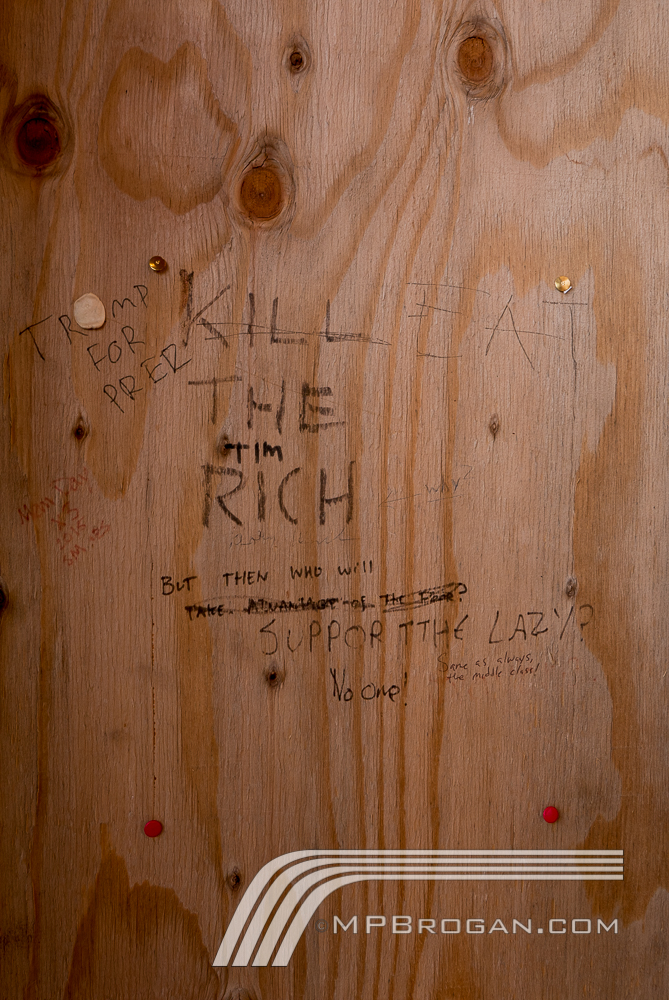 KILL EAT
TRUMP
FOR
PRER
THE
TIM
RICH
← Why?
BUT THEN WHO WILL
TAKE ADVANTAGE OF THE POOR?
SUPPORT THE LAZY?
Same as always,
the middle class!
No one!
©MPBROGAN.COM